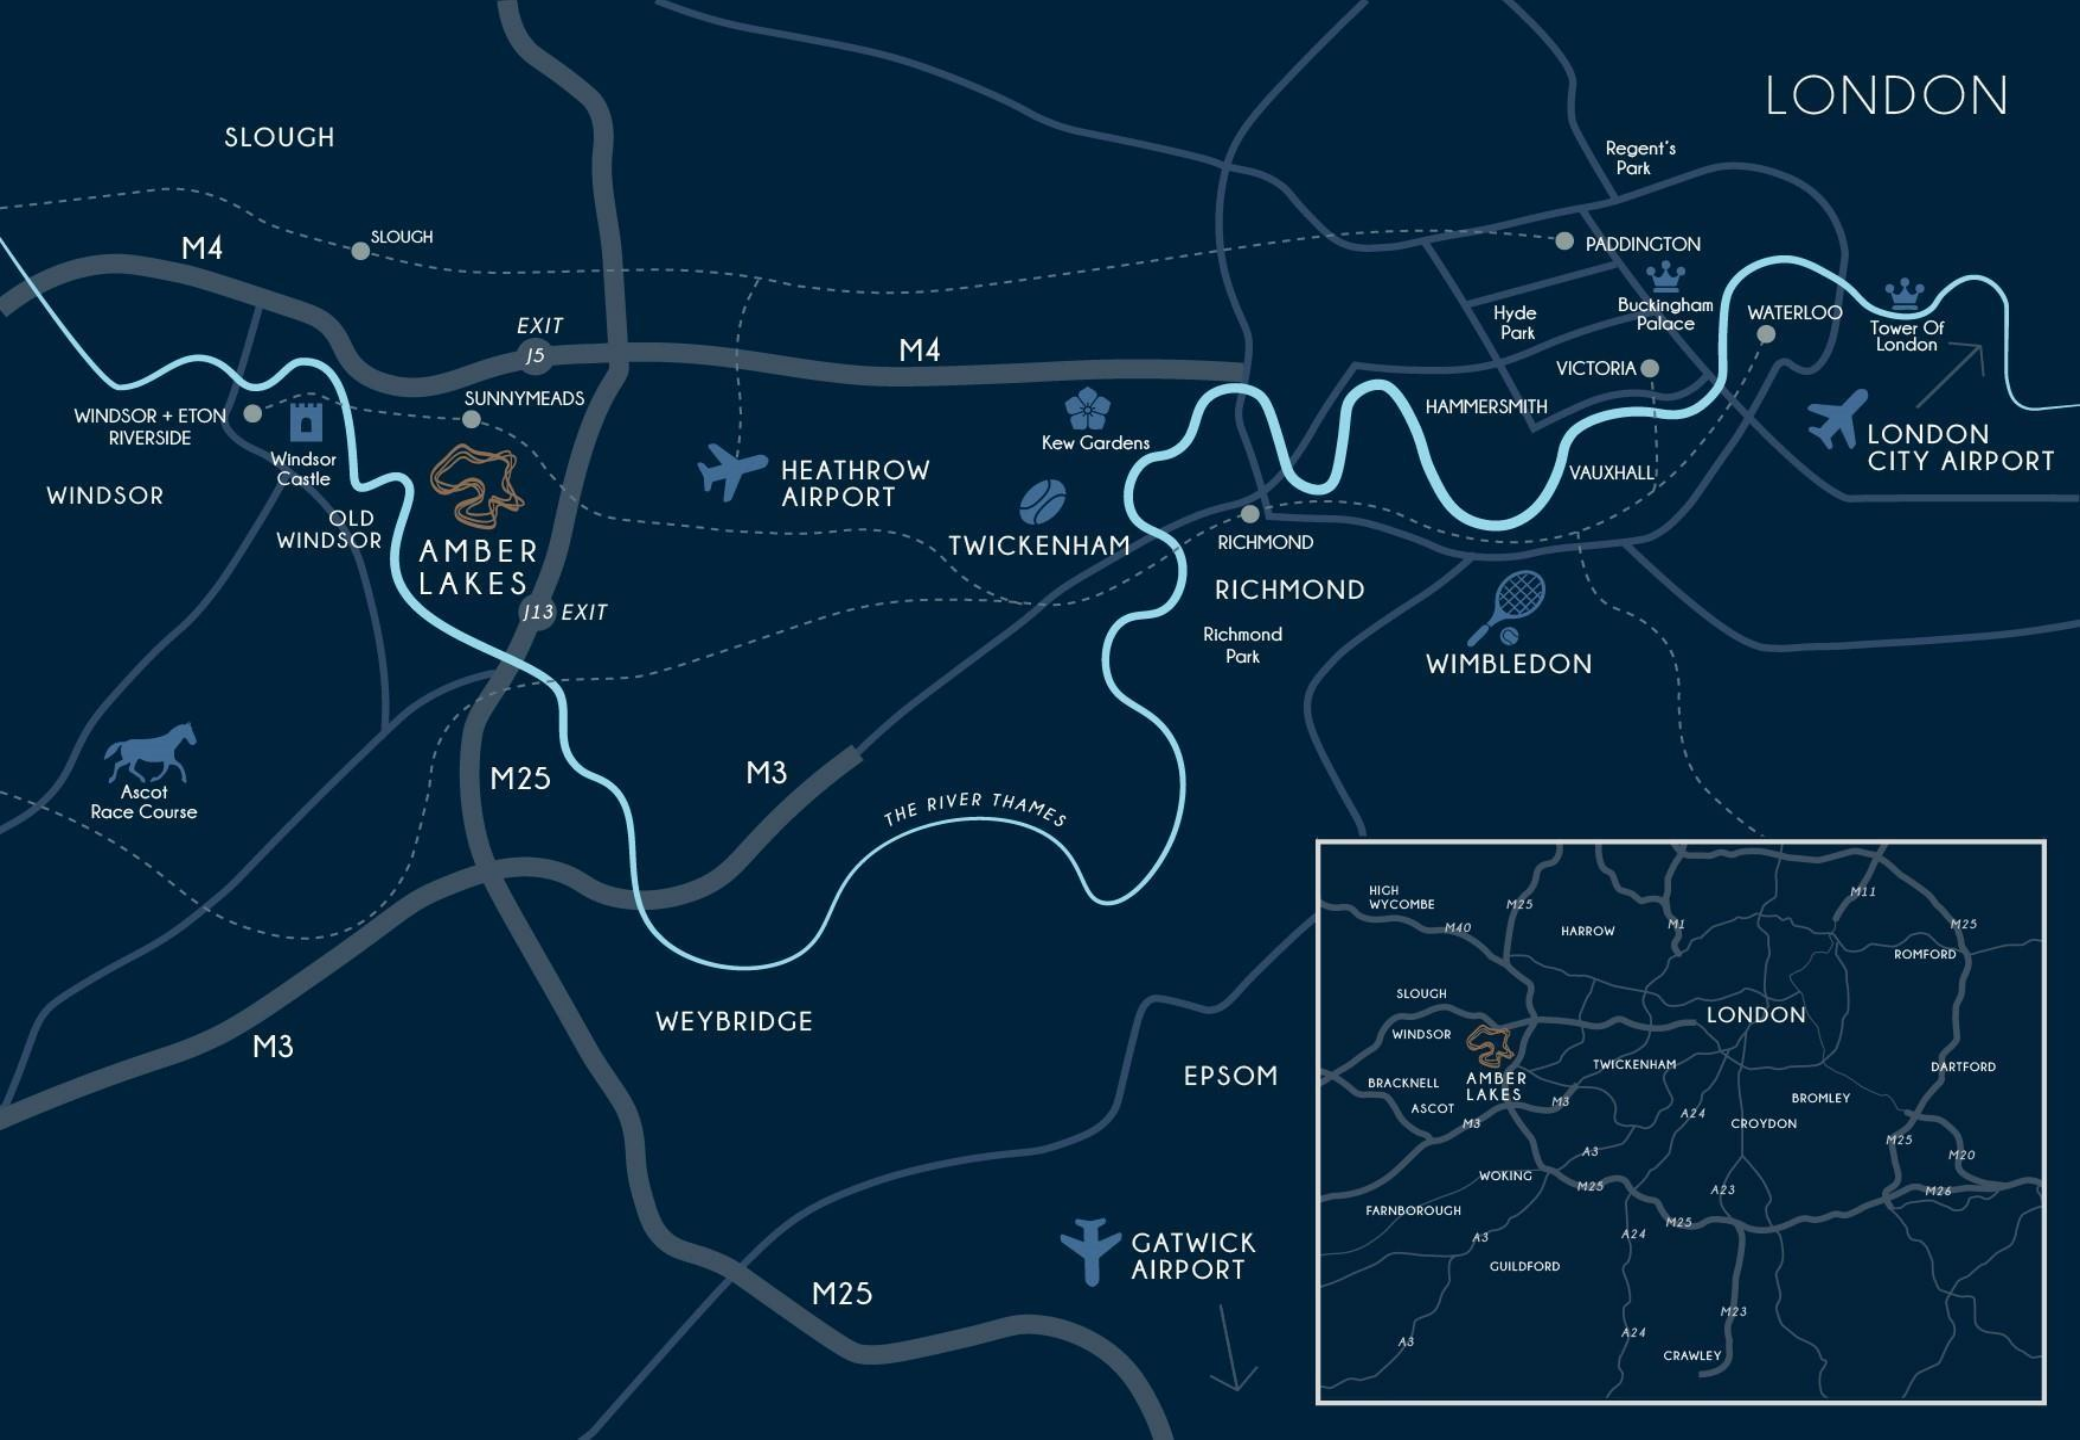 LONDON
SLOUGH
Regent's
Park
SLOUGH
M4
PADDINGTON
EXIT
J5
M4
Hyde
Park
Buckingham
Palace
WATERLOO
Tower Of
London
VICTORIA
SUNNYMEADS
WINDSOR + ETON
RIVERSIDE
Windsor
Castle
WINDSOR
OLD
WINDSOR
AMBER
LAKES
HEATHROW
AIRPORT
Kew Gardens
HAMMERSMITH
LONDON
CITY AIRPORT
VAUXHALL
TWICKENHAM
RICHMOND
RICHMOND
Richmond
Park
WIMBLEDON
J13 EXIT
Ascot
Race Course
M25
M3
THE RIVER THAMES
M3
WEYBRIDGE
EPSOM
GATWICK
AIRPORT
M25
HIGH
WYCOMBE
M40
M25
HARROW
M1
M11
M25
ROMFORD
SLOUGH
WINDSOR
LONDON
BRACKNELL
ASCOT
AMBER
LAKES
M3
M3
TWICKENHAM
DARTFORD
A24
BROMLEY
CROYDON
A3
M25
M20
WOKING
M25
A23
M26
FARNBOROUGH
A3
M25
A24
GUILDFORD
M23
A3
A24
CRAWLEY